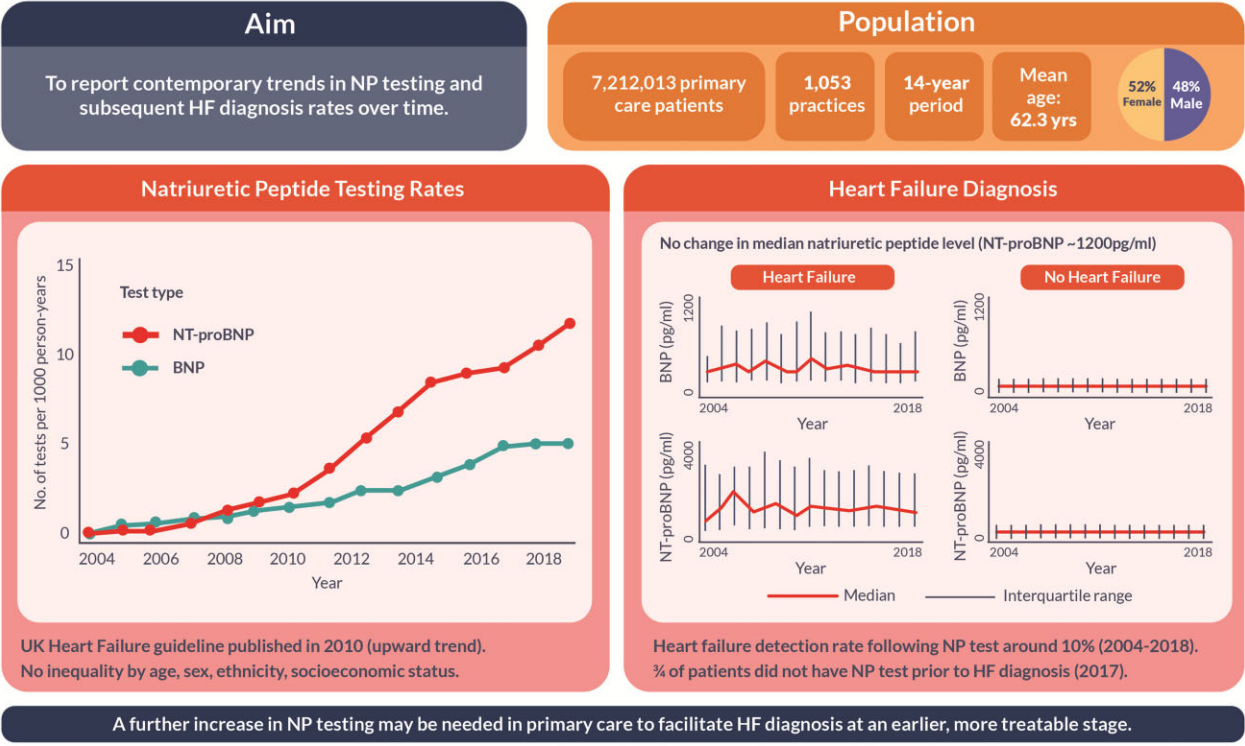 Aim
To report contemporary trends in NP testing and
subsequent HF diagnosis rates over time.
Population
7,212,013 primary
care patients
1,053
practices
14-year
period
Mean
age:
62.3 yrs
52%
Female
48%
Male
Natriuretic Peptide Testing Rates
No. of tests per 1000 person-years
15
10
5
0
Test type
NT-proBNP
BNP
2004 2006 2008 2010 2012 2014 2016 2018
Year
UK Heart Failure guideline published in 2010 (upward trend).
No inequality by age, sex, ethnicity, socioeconomic status.
Heart Failure Diagnosis
No change in median natriuretic peptide level (NT-proBNP ~1200pg/ml)
Heart Failure
BNP (pg/ml)
1200
0
2004 2018
Year
No Heart Failure
BNP (pg/ml)
1200
0
2004 2018
Year
NT-proBNP (pg/ml)
4000
0
2004 2018
Year
NT-proBNP (pg/ml)
4000
0
2004 2018
Year
Median
Interquartile range
Heart failure detection rate following NP test around 10% (2004-2018).
¾ of patients did not have NP test prior to HF diagnosis (2017).
A further increase in NP testing may be needed in primary care to facilitate HF diagnosis at an earlier, more treatable stage.